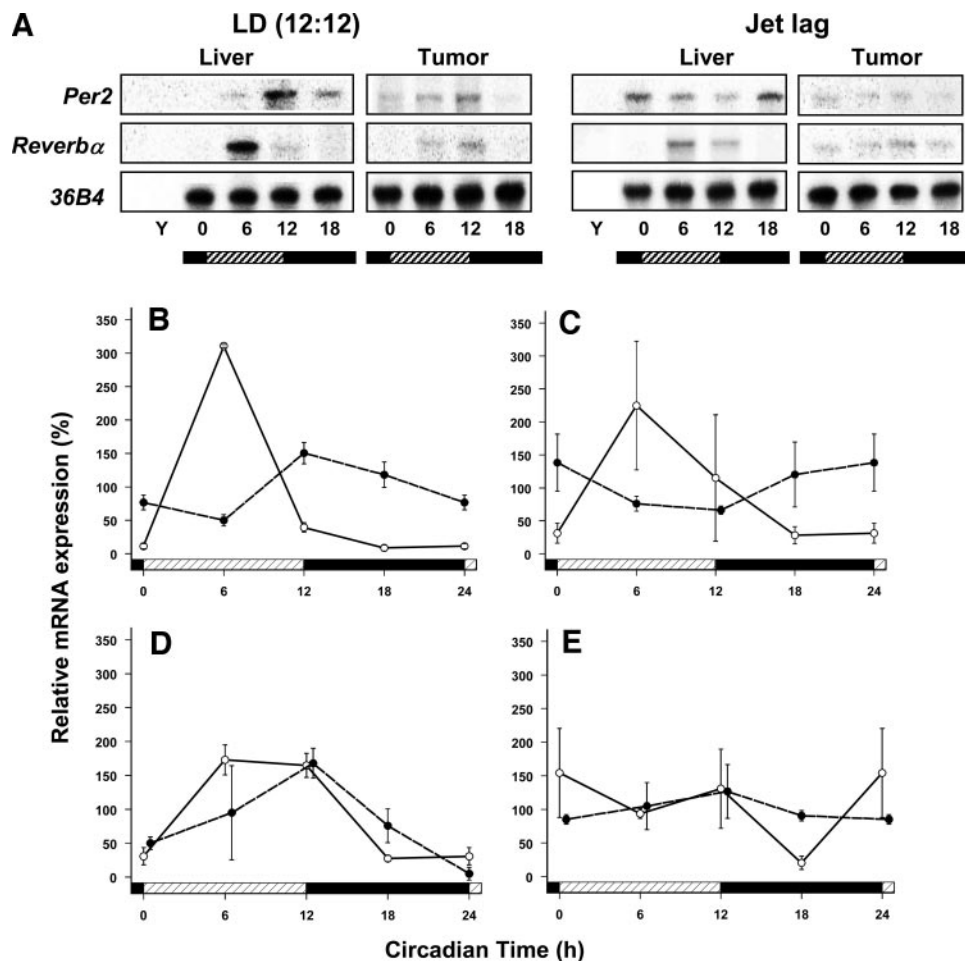 A
LD (12:12)
Jet lag
Liver
Tumor
Liver
Tumor
Per2
Reverbα
36B4
Y 0 6 12 18 0 6 12 18
Y 0 6 12 18 0 6 12 18
Relative mRNA expression (%)
B
350
300
250
200
150
100
50
0
0 6 12 18 24
C
350
300
250
200
150
100
50
0
0 6 12 18 24
D
350
300
250
200
150
100
50
0
0 6 12 18 24
E
350
300
250
200
150
100
50
0
0 6 12 18 24
Circadian Time (h)